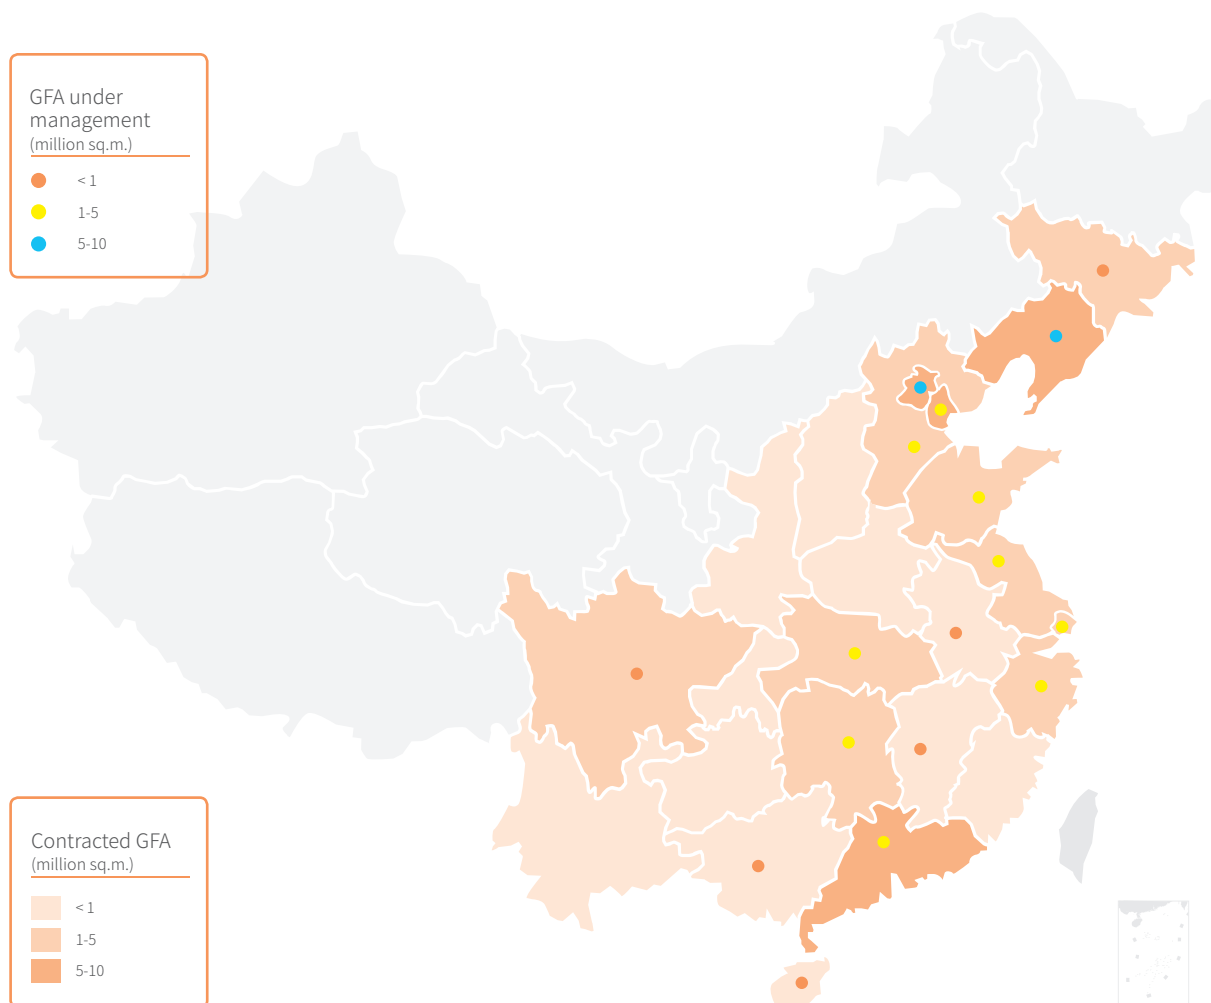 GFA under
management
(million sq.m.)
< 1
1-5
5-10
Contracted GFA
(million sq.m.)
< 1
1-5
5-10